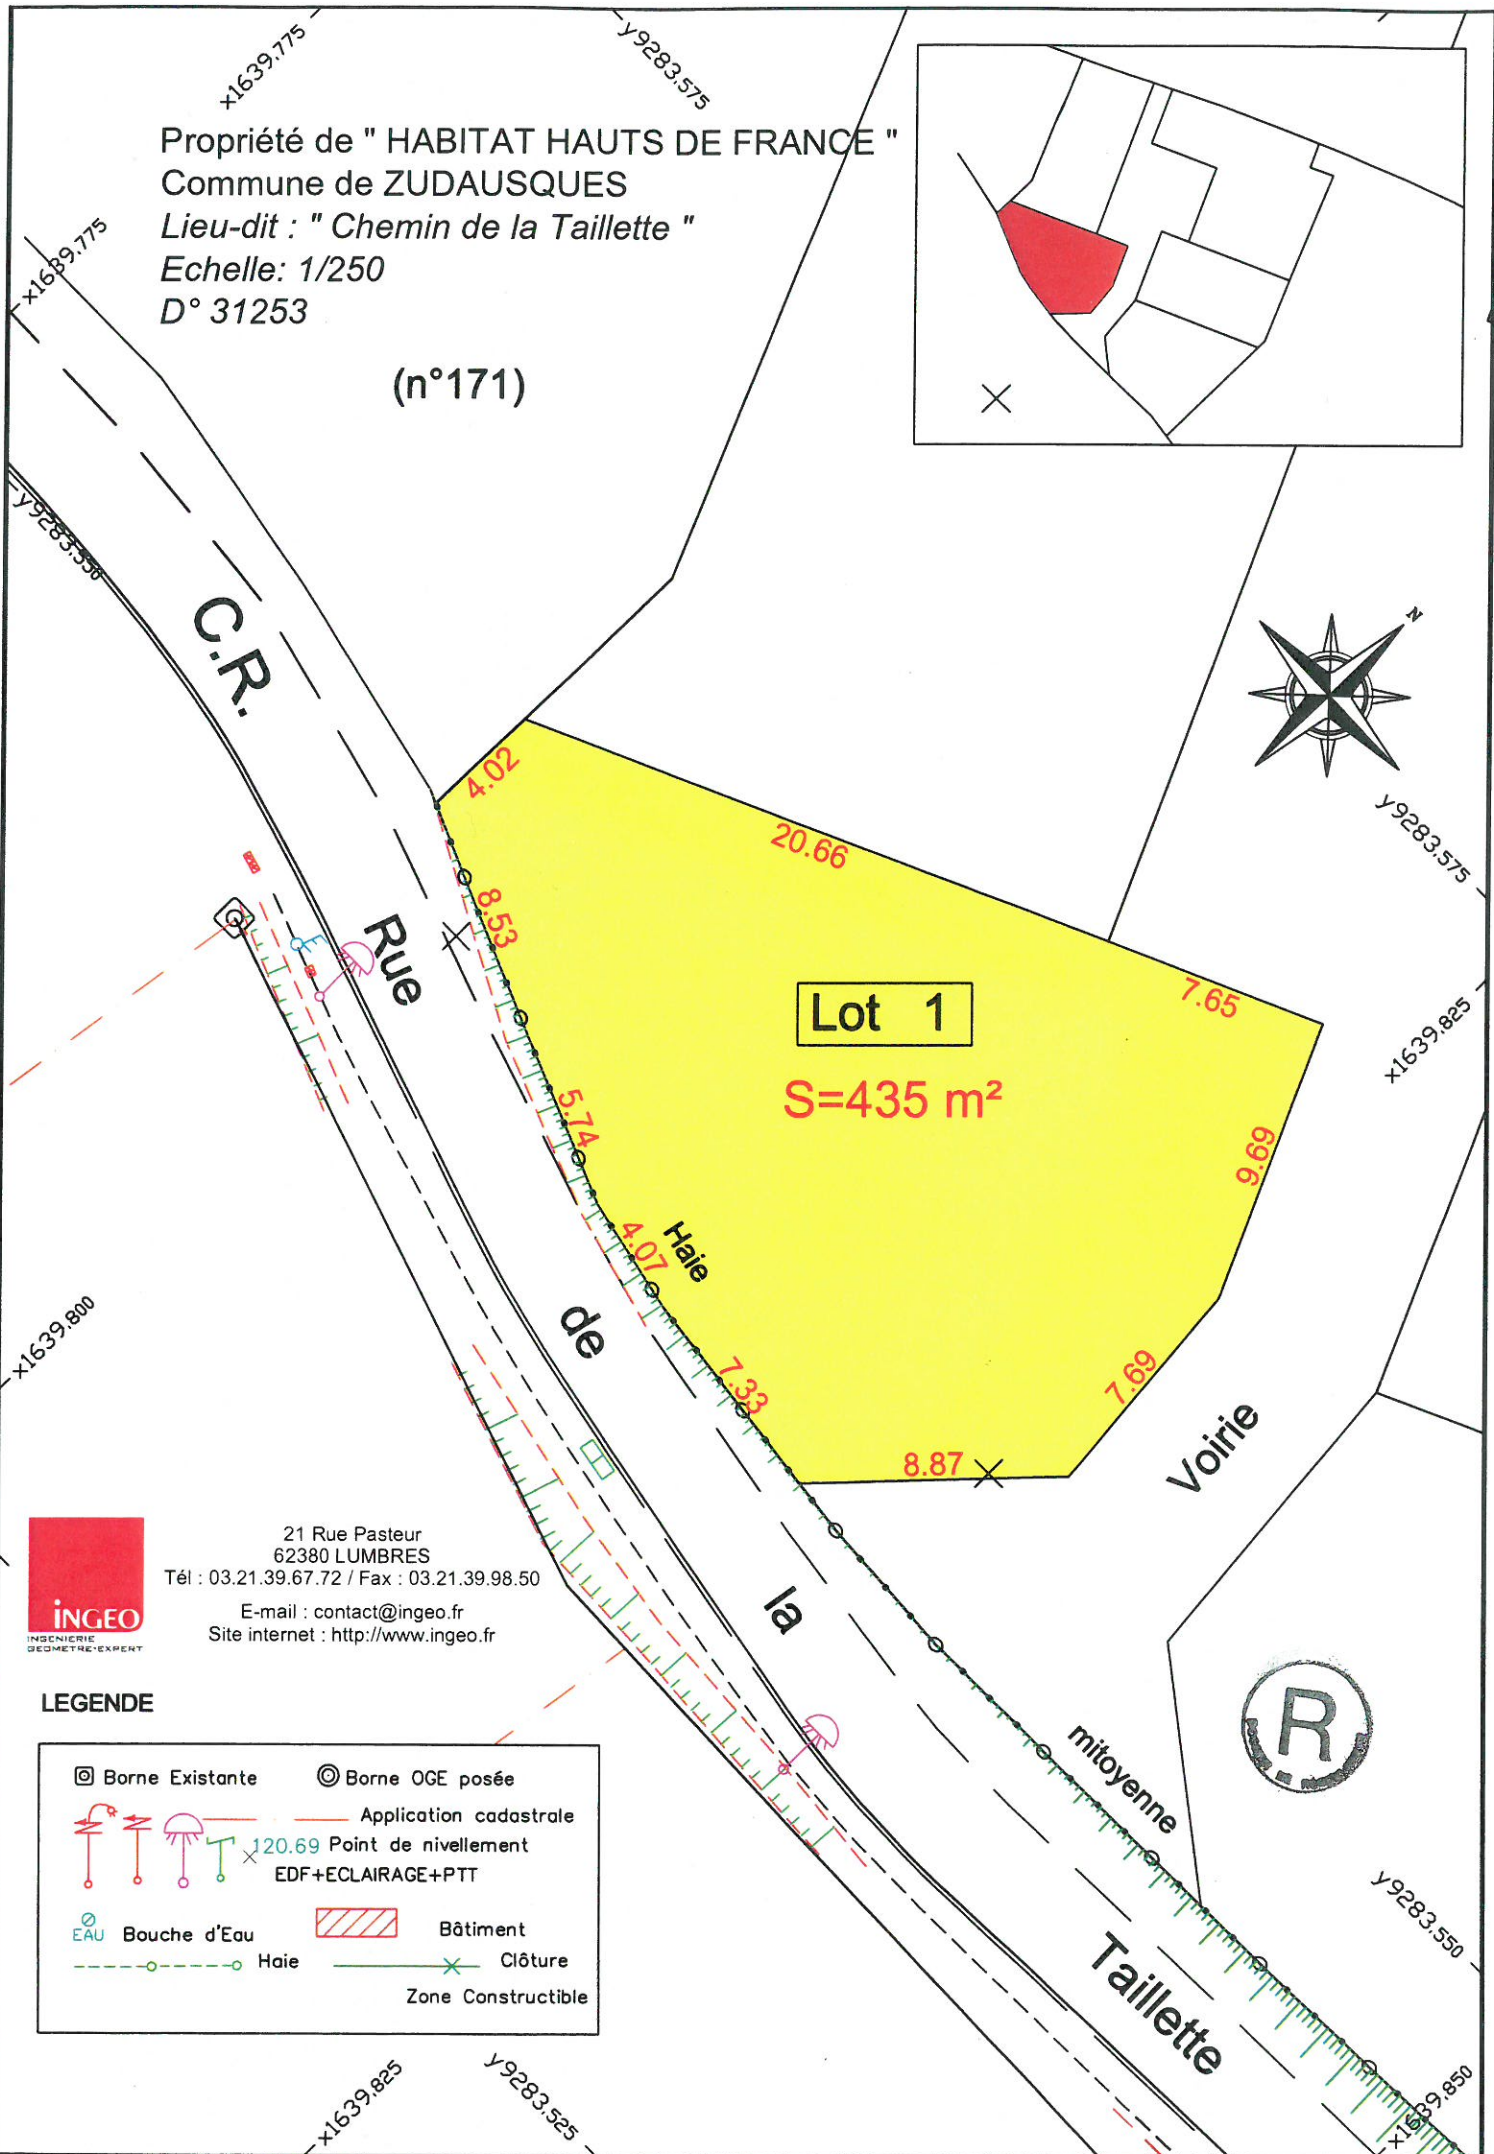 x1639.775
y9283.575
Propriété de " HABITAT HAUTS DE FRANCE "
Commune de ZUDAUSQUES
Lieu-dit : " Chemin de la Taillette "
Echelle: 1/250
D° 31253
x1639.775
(n°171)
y9283.550
C.R.
N
4.02
20.66
y9283.575
8.53
Rue
7.65
Lot 1
x1639.825
S=435 m²
5.74
9.69
4.07
Haie
de
x1639.800
7.33
7.69
8.87
Voirie
21 Rue Pasteur
62380 LUMBRES
Tél : 03.21.39.67.72 / Fax : 03.21.39.98.50
E-mail : contact@ingeo.fr
Site internet : http://www.ingeo.fr
iNGEO
INGENIERIE
GEOMETRE-EXPERT
la
R
mitoyenne
LEGENDE
Borne Existante
Borne OGE posée
Application cadastrale
120.69 Point de nivellement
EDF+ECLAIRAGE+PTT
EAU Bouche d'Eau
Bâtiment
Haie
Clôture
Zone Constructible
y9283.550
Taillette
x1639.825
y9283.525
x1639.850